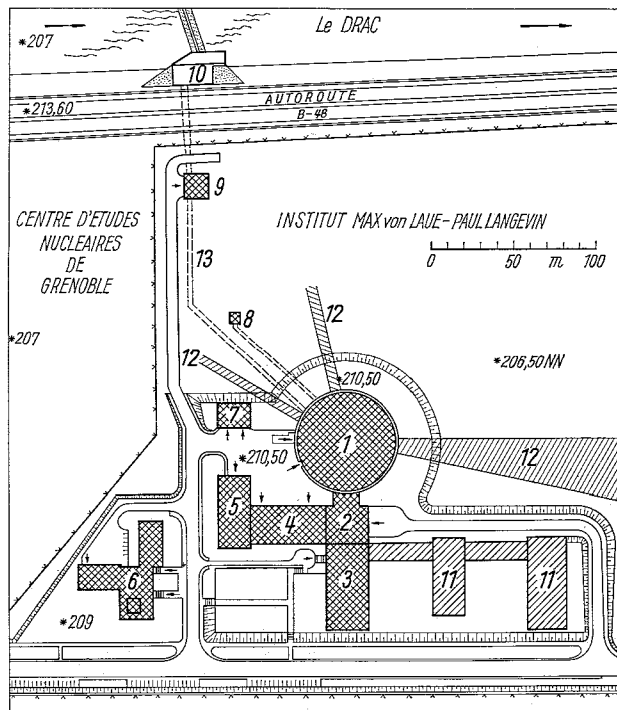 Le DRAC
*207
10
AUTOROUTE
*213,60
B-48
9
CENTRE D'ETUDES
NUCLEAIRES
DE
GRENOBLE
INSTITUT MAX von LAUE-PAUL LANGEVIN
0 50 m 100
13
12
8
*207
12
*206,50 NN
*210,50
7
1
*210,50
12
5
4
2
3
11
11
6
*209